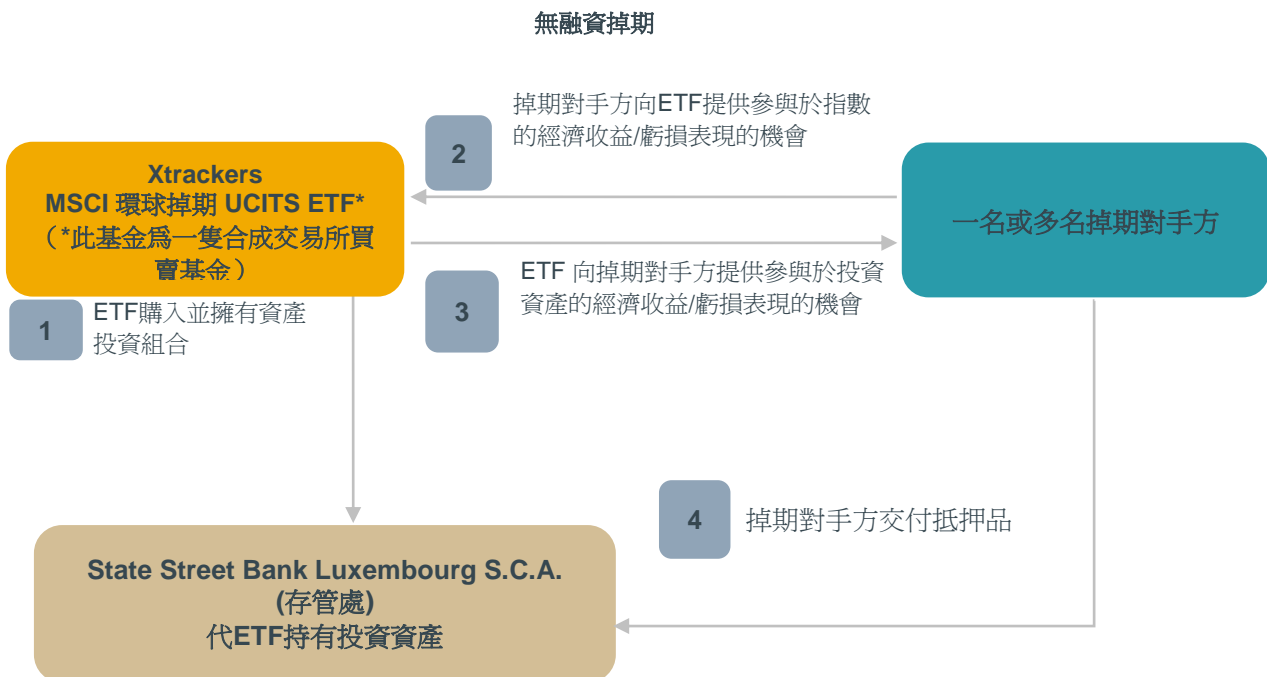 無融資掉期
掉期對手方向ETF提供參與於指數
的經濟收益/虧損表現的機會
2
Xtrackers
MSCI 環球掉期 UCITS ETF*
（*此基金爲一隻合成交易所買
賣基金）
一名或多名掉期對手方
ETF 向掉期對手方提供參與於投資
資產的經濟收益/虧損表現的機會
3
1
ETF購入並擁有資產
投資組合
4
掉期對手方交付抵押品
State Street Bank Luxembourg S.C.A.
(存管處)
代ETF持有投資資產